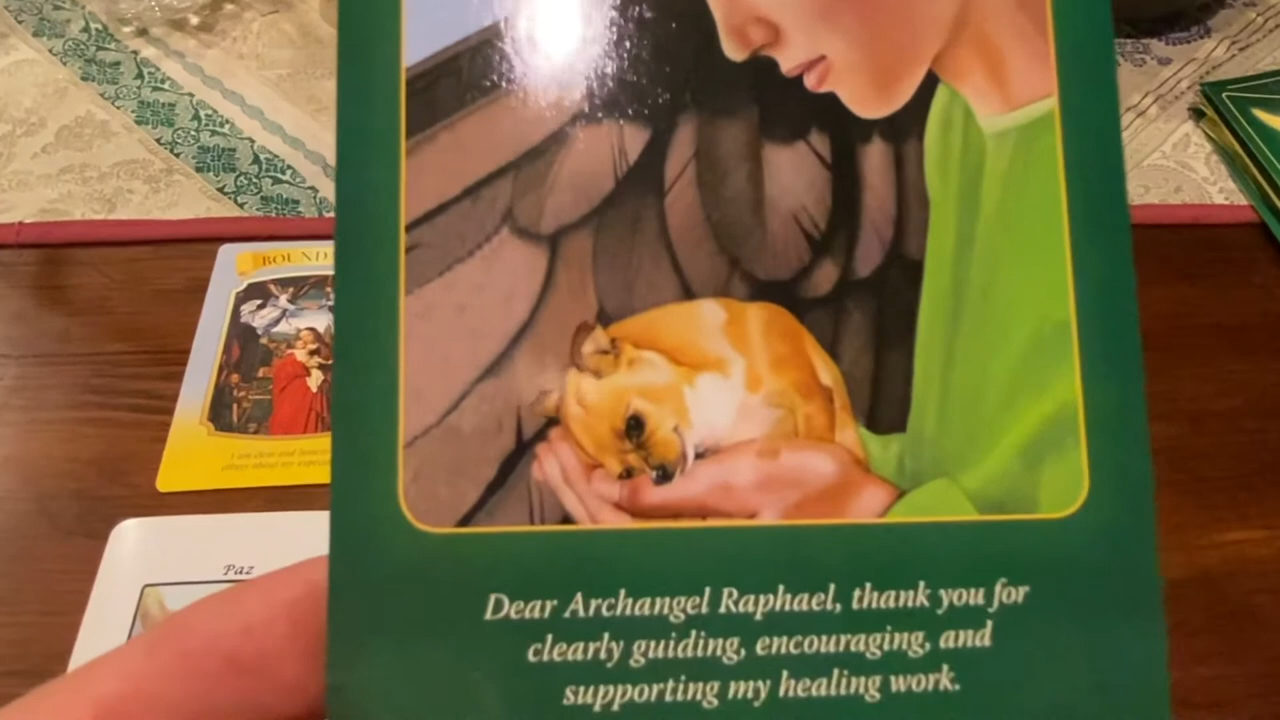 BOUND
Paz
Dear Archangel Raphael, thank you for
clearly guiding, encouraging, and
supporting my healing work.